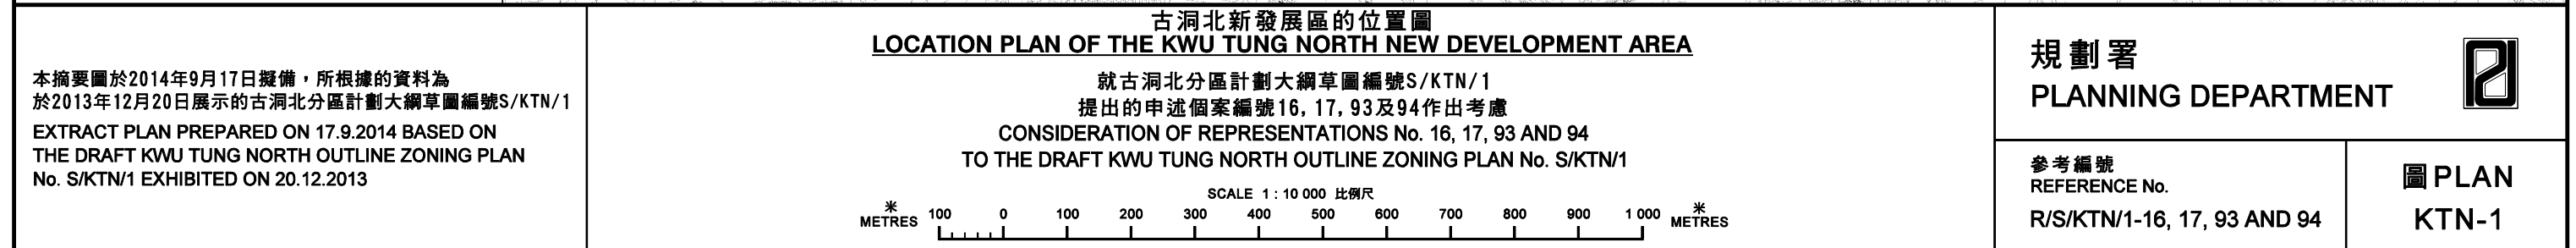 本摘要圖於2014年9月17日擬備，所根據的資料為
於2013年12月20日展示的古洞北分區計劃大綱草圖編號S/KTN/1
EXTRACT PLAN PREPARED ON 17.9.2014 BASED ON
THE DRAFT KWU TUNG NORTH OUTLINE ZONING PLAN
No. S/KTN/1 EXHIBITED ON 20.12.2013
古洞北新發展區的位置圖
LOCATION PLAN OF THE KWU TUNG NORTH NEW DEVELOPMENT AREA
就古洞北分區計劃大綱草圖編號S/KTN/1
提出的申述個案編號16, 17, 93及94作出考慮
CONSIDERATION OF REPRESENTATIONS No. 16, 17, 93 AND 94
TO THE DRAFT KWU TUNG NORTH OUTLINE ZONING PLAN No. S/KTN/1
SCALE 1 : 10 000 比例尺
米
METRES 100 0 100 200 300 400 500 600 700 800 900 1 000 米
METRES
規劃署
PLANNING DEPARTMENT
參考編號
REFERENCE No.
R/S/KTN/1-16, 17, 93 AND 94
圖PLAN
KTN-1